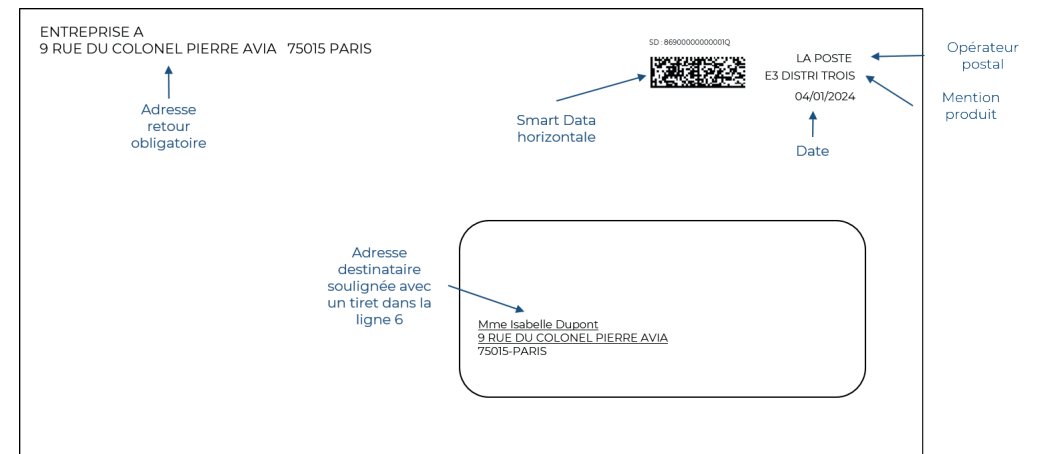 ENTREPRISE A
9 RUE DU COLONEL PIERRE AVIA   75015 PARIS
Adresse
retour
obligatoire
SD : 86900000000001Q
Smart Data
horizontale
LA POSTE
E3 DISTRI TROIS
04/01/2024
Date
Opérateur
postal
Mention
produit
Adresse
destinataire
soulignée avec
un tiret dans la
ligne 6
Mme Isabelle Dupont
9 RUE DU COLONEL PIERRE AVIA
75015-PARIS